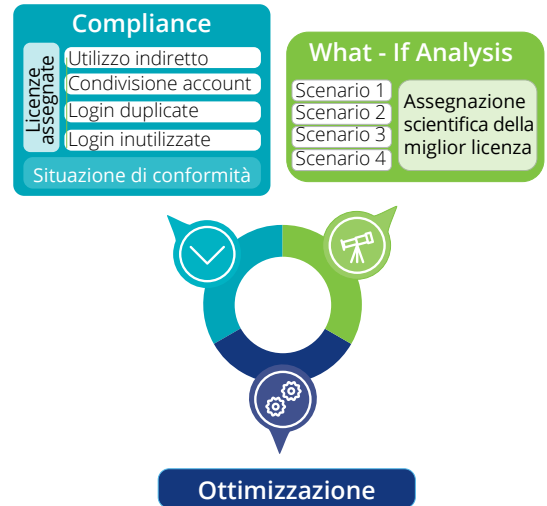 Compliance
Licenze
assegnate
Utilizzo indiretto
Condivisione account
Login duplicate
Login inutilizzate
Situazione di conformità
What - If Analysis
Scenario 1
Scenario 2
Scenario 3
Scenario 4
Assegnazione
scientifica della
miglior licenza
Ottimizzazione